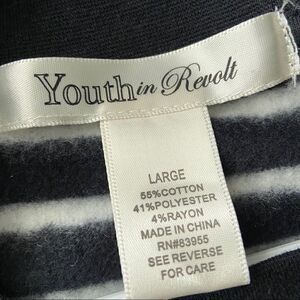 Youth in Revolt
LARGE
55%COTTON
41%POLYESTER
4%RAYON
MADE IN CHINA
RN#83955
SEE REVERSE
FOR CARE